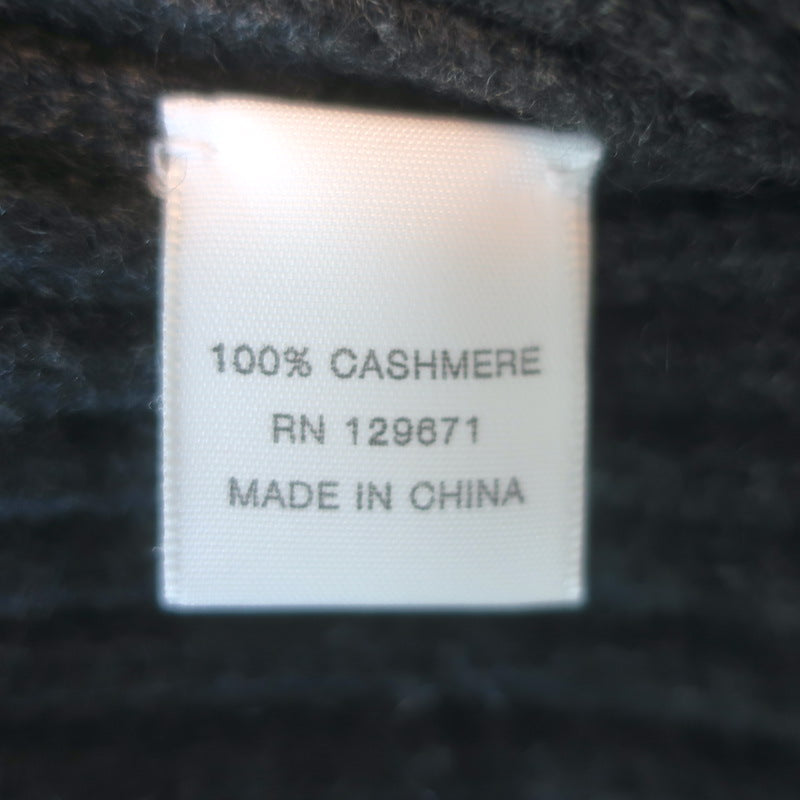 100% CASHMERE
RN 129671
MADE IN CHINA